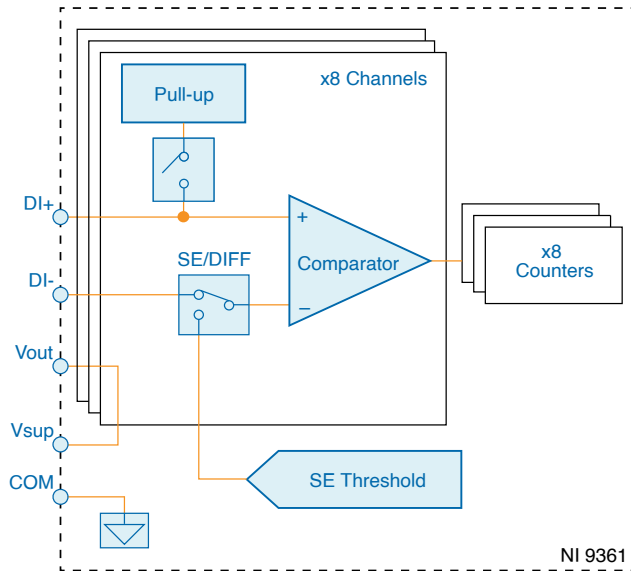 x8 Channels
Pull-up
DI+
+
SE/DIFF
Comparator
x8
Counters
DI-
–
Vout
Vsup
COM
SE Threshold
NI 9361